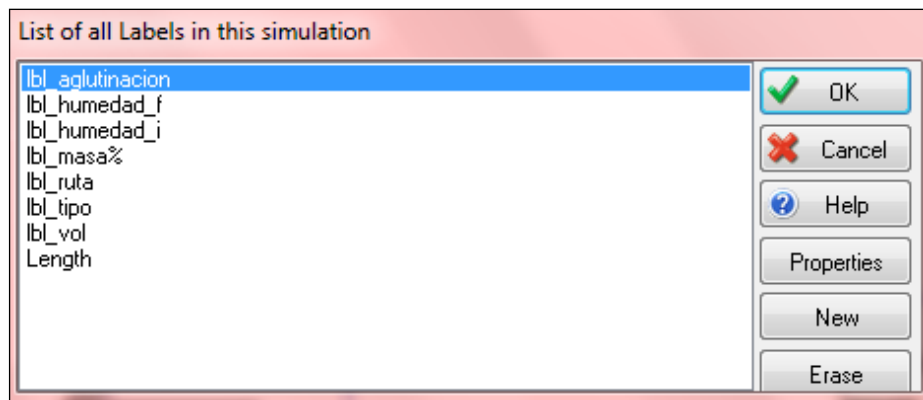 List of all Labels in this simulation
lbl_aglutinacion
lbl_humedad_f
lbl_humedad_i
lbl_masa%
lbl_ruta
lbl_tipo
lbl_vol
Length
OK
Cancel
Help
Properties
New
Erase